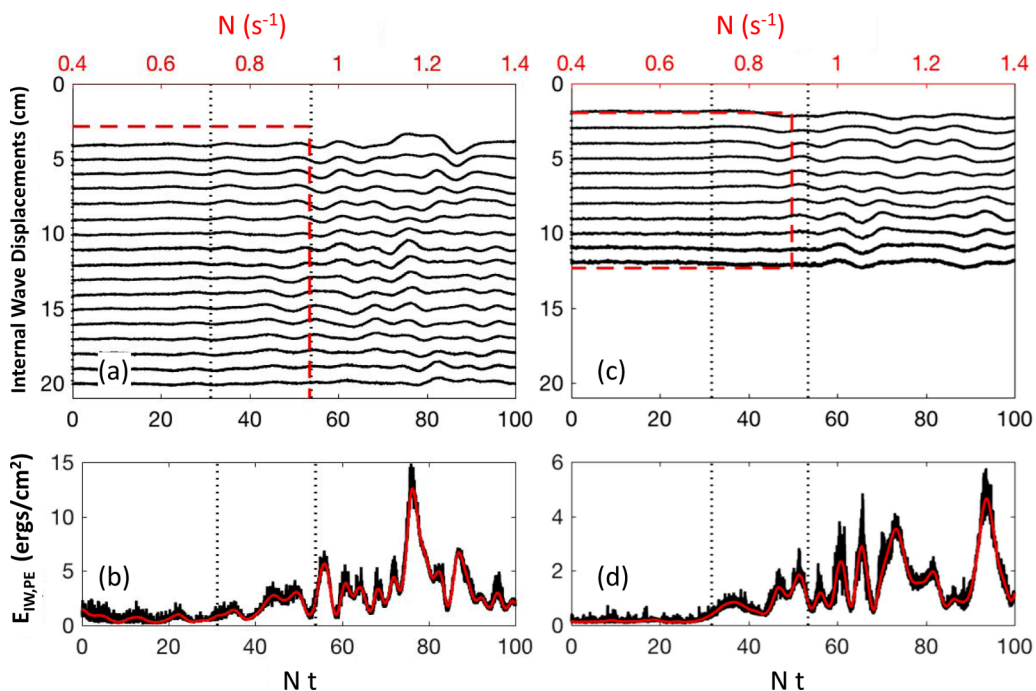 N (s⁻¹) N (s⁻¹)
0.4 0.6 0.8 1 1.2 1.4 0.4 0.6 0.8 1 1.2 1.4
Internal Wave Displacements (cm)
0 0
5 5
10 10
15 15
(a) (c)
20 20
0 20 40 60 80 100 0 20 40 60 80 100
E_IW,PE (ergs/cm²)
15 6
10 4
(b) (d)
5 2
0 0
0 20 40 60 80 100 0 20 40 60 80 100
N t N t